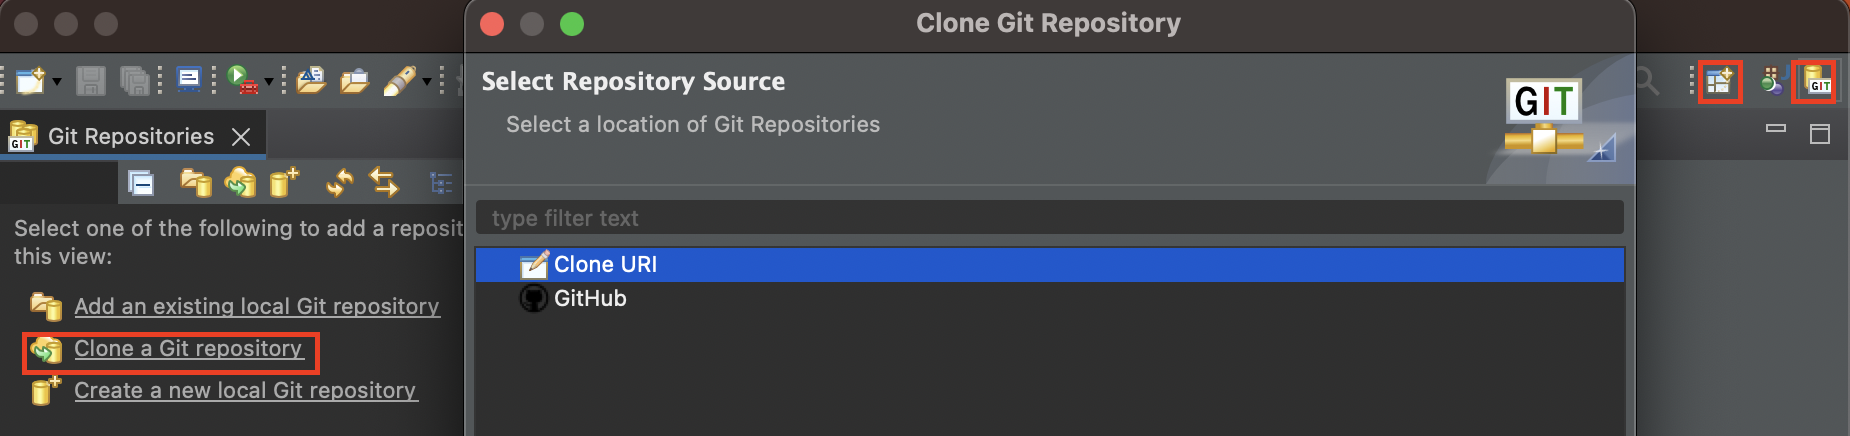 Clone Git Repository
Select Repository Source
Select a location of Git Repositories
GIT
GIT
Git Repositories
GIT
type filter text
Select one of the following to add a reposit
this view:
Clone URI
GitHub
Add an existing local Git repository
Clone a Git repository
Create a new local Git repository